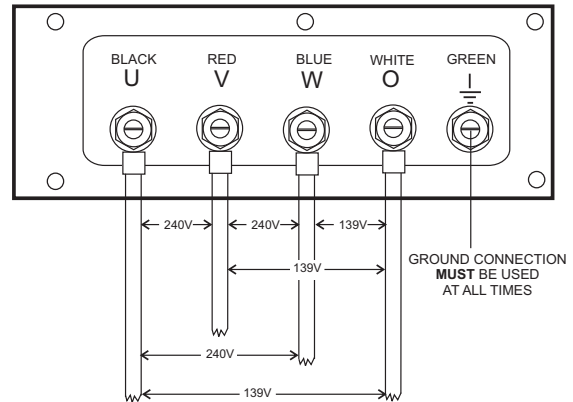 BLACK RED BLUE WHITE GREEN
U V W O
240V 240V 139V
139V
GROUND CONNECTION
MUST BE USED
AT ALL TIMES
240V
139V